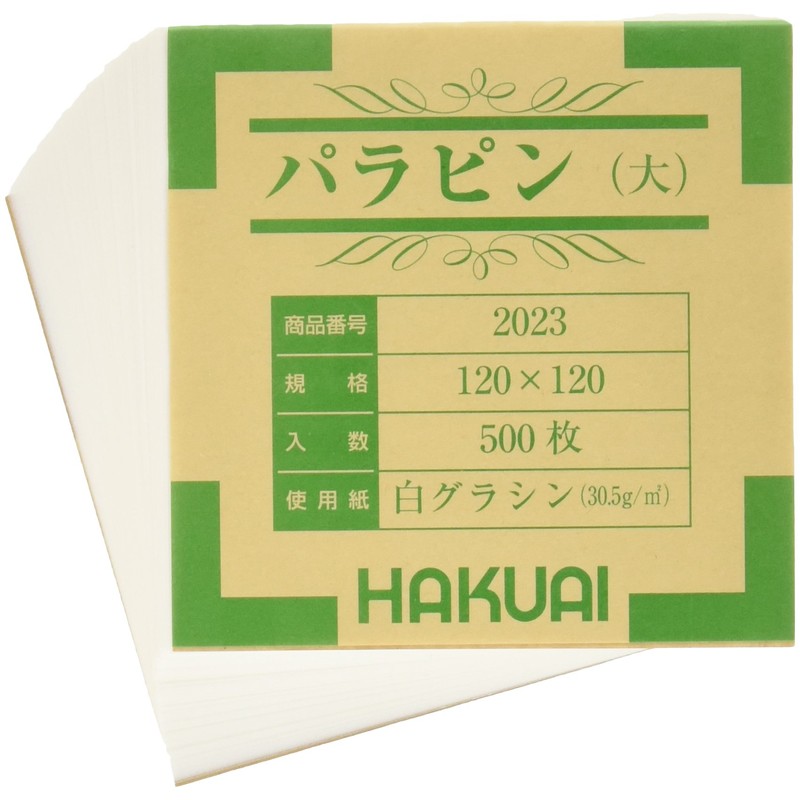 パラピン（大）
商品番号 2023
規格 120×120
入数 500枚
使用紙 白グラシン（30.5g/㎡）
HAKUAI